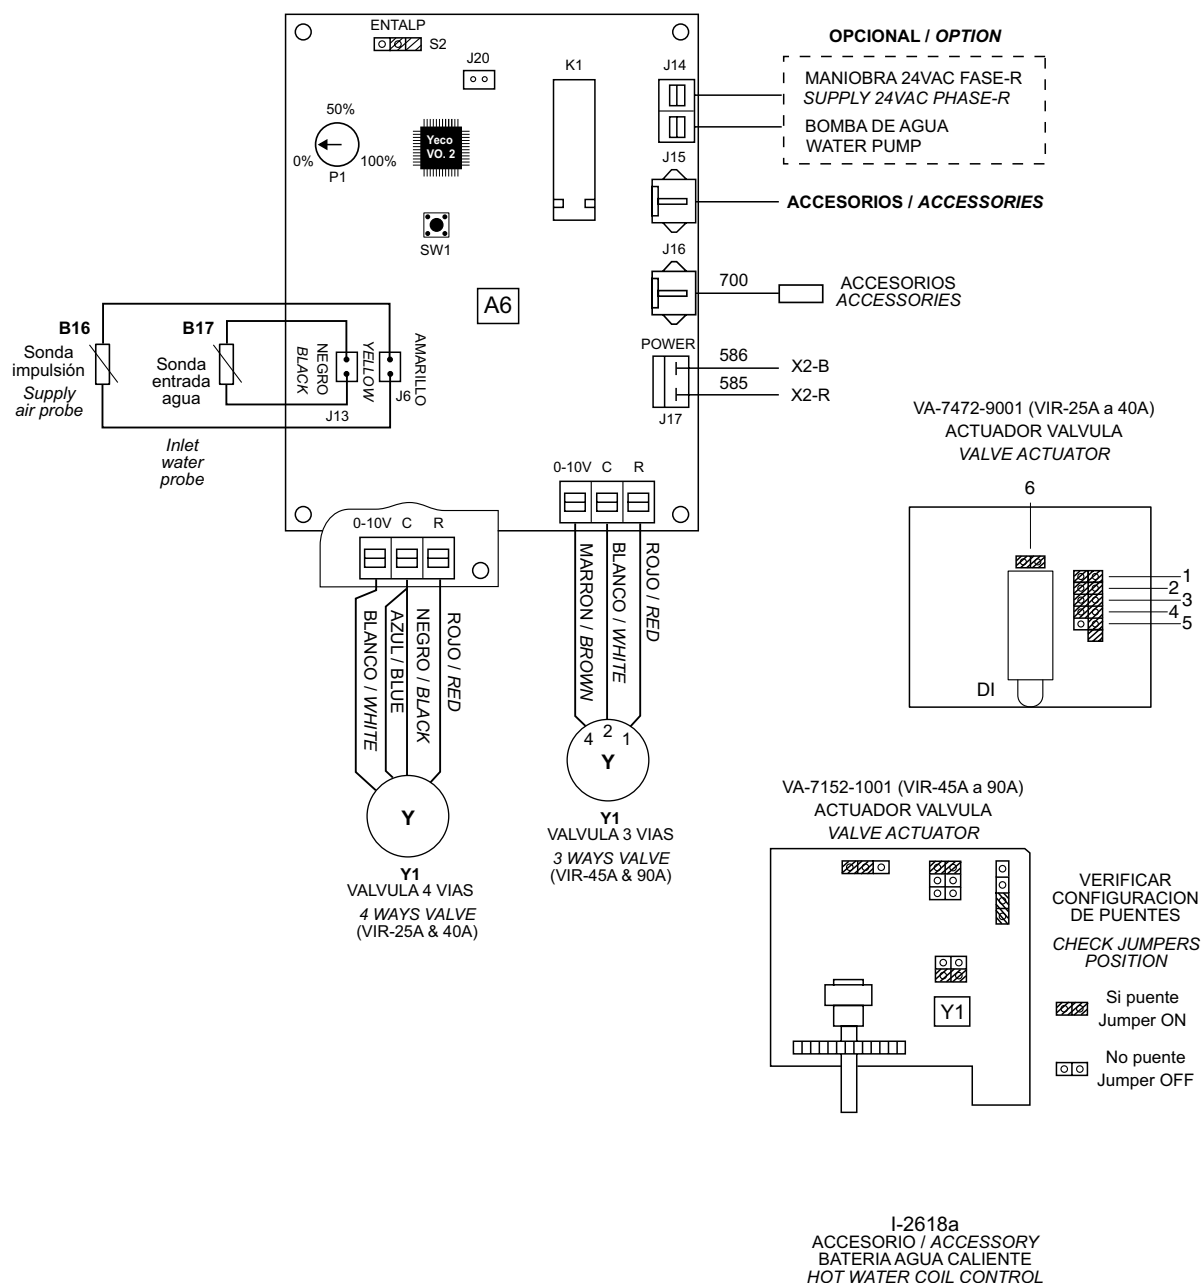 ENTALP
S2
J20
K1
J14
50%
0%
100%
P1
Yeco
VO. 2
SW1
A6
OPCIONAL / OPTION
MANIOBRA 24VAC FASE-R
SUPPLY 24VAC PHASE-R
BOMBA DE AGUA
WATER PUMP
J15
ACCESORIOS / ACCESSORIES
J16
700
ACCESORIOS
ACCESSORIES
POWER
586
X2-B
585
X2-R
J17
B16
Sonda
impulsión
Supply
air probe
B17
Sonda
entrada
agua
Inlet
water
probe
NEGRO
BLACK
J13
YELLOW
AMARILLO
J6
0-10V C R
BLANCO / WHITE
AZUL / BLUE
NEGRO / BLACK
ROJO / RED
Y
Y1
VALVULA 4 VIAS
4 WAYS VALVE
(VIR-25A & 40A)
0-10V C R
MARRON / BROWN
BLANCO / WHITE
ROJO / RED
4 2 1
Y
Y1
VALVULA 3 VIAS
3 WAYS VALVE
(VIR-45A & 90A)
VA-7472-9001 (VIR-25A a 40A)
ACTUADOR VALVULA
VALVE ACTUATOR
6
1
2
3
4
5
DI
VA-7152-1001 (VIR-45A a 90A)
ACTUADOR VALVULA
VALVE ACTUATOR
Y1
VERIFICAR
CONFIGURACION
DE PUENTES
CHECK JUMPERS
POSITION
Si puente
Jumper ON
No puente
Jumper OFF
I-2618a
ACCESORIO / ACCESSORY
BATERIA AGUA CALIENTE
HOT WATER COIL CONTROL